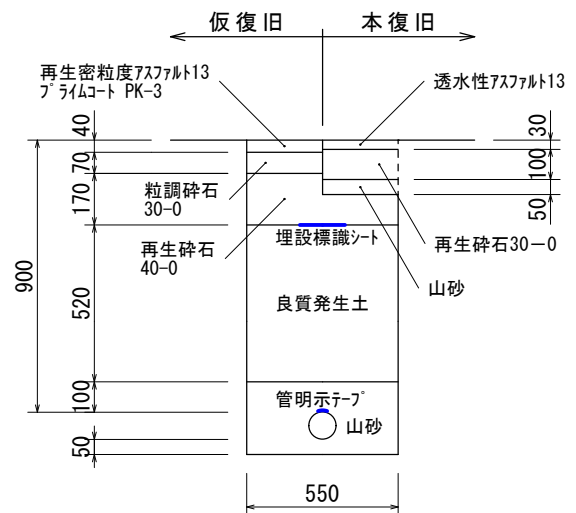 仮復旧
本復旧
再生密粒度ｱｽﾌｧﾙﾄ13
ﾌﾟﾗｲﾑｺｰﾄ PK-3
透水性ｱｽﾌｧﾙﾄ13
40
70
170
520
100
50
900
30
100
50
粒調砕石
30-0
再生砕石
40-0
埋設標識ｼｰﾄ
再生砕石30－0
山砂
良質発生土
管明示ﾃｰﾌﾟ
山砂
550